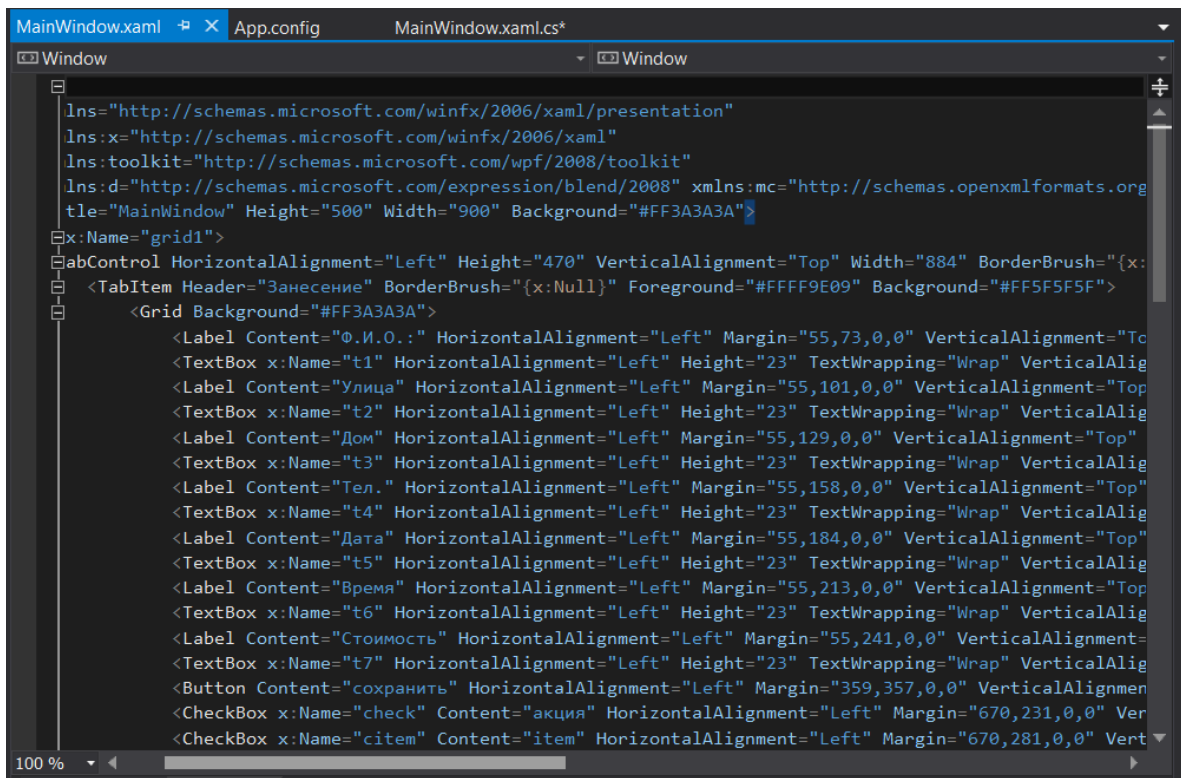 MainWindow.xaml App.config MainWindow.xaml.cs*
Window Window
lns="http://schemas.microsoft.com/winfx/2006/xaml/presentation"
lns:x="http://schemas.microsoft.com/winfx/2006/xaml"
lns:toolkit="http://schemas.microsoft.com/wpf/2008/toolkit"
lns:d="http://schemas.microsoft.com/expression/blend/2008" xmlns:mc="http://schemas.openxmlformats.org
tle="MainWindow" Height="500" Width="900" Background="#FF3A3A3A">
x:Name="grid1">
abControl HorizontalAlignment="Left" Height="470" VerticalAlignment="Top" Width="884" BorderBrush="{x:
<TabItem Header="Занесение" BorderBrush="{x:Null}" Foreground="#FFFF9E09" Background="#FF5F5F5F">
<Grid Background="#FF3A3A3A">
<Label Content="Ф.И.О.:" HorizontalAlignment="Left" Margin="55,73,0,0" VerticalAlignment="To
<TextBox x:Name="t1" HorizontalAlignment="Left" Height="23" TextWrapping="Wrap" VerticalAlig
<Label Content="Улица" HorizontalAlignment="Left" Margin="55,101,0,0" VerticalAlignment="Top
<TextBox x:Name="t2" HorizontalAlignment="Left" Height="23" TextWrapping="Wrap" VerticalAlig
<Label Content="Дом" HorizontalAlignment="Left" Margin="55,129,0,0" VerticalAlignment="Top"
<TextBox x:Name="t3" HorizontalAlignment="Left" Height="23" TextWrapping="Wrap" VerticalAlig
<Label Content="Тел." HorizontalAlignment="Left" Margin="55,158,0,0" VerticalAlignment="Top"
<TextBox x:Name="t4" HorizontalAlignment="Left" Height="23" TextWrapping="Wrap" VerticalAlig
<Label Content="Дата" HorizontalAlignment="Left" Margin="55,184,0,0" VerticalAlignment="Top"
<TextBox x:Name="t5" HorizontalAlignment="Left" Height="23" TextWrapping="Wrap" VerticalAlig
<Label Content="Время" HorizontalAlignment="Left" Margin="55,213,0,0" VerticalAlignment="Top
<TextBox x:Name="t6" HorizontalAlignment="Left" Height="23" TextWrapping="Wrap" VerticalAlig
<Label Content="Стоимость" HorizontalAlignment="Left" Margin="55,241,0,0" VerticalAlignment=
<TextBox x:Name="t7" HorizontalAlignment="Left" Height="23" TextWrapping="Wrap" VerticalAlig
<Button Content="сохранить" HorizontalAlignment="Left" Margin="359,357,0,0" VerticalAlignmen
<CheckBox x:Name="check" Content="акция" HorizontalAlignment="Left" Margin="670,231,0,0" Ver
<CheckBox x:Name="citem" Content="item" HorizontalAlignment="Left" Margin="670,281,0,0" Vert
100 %